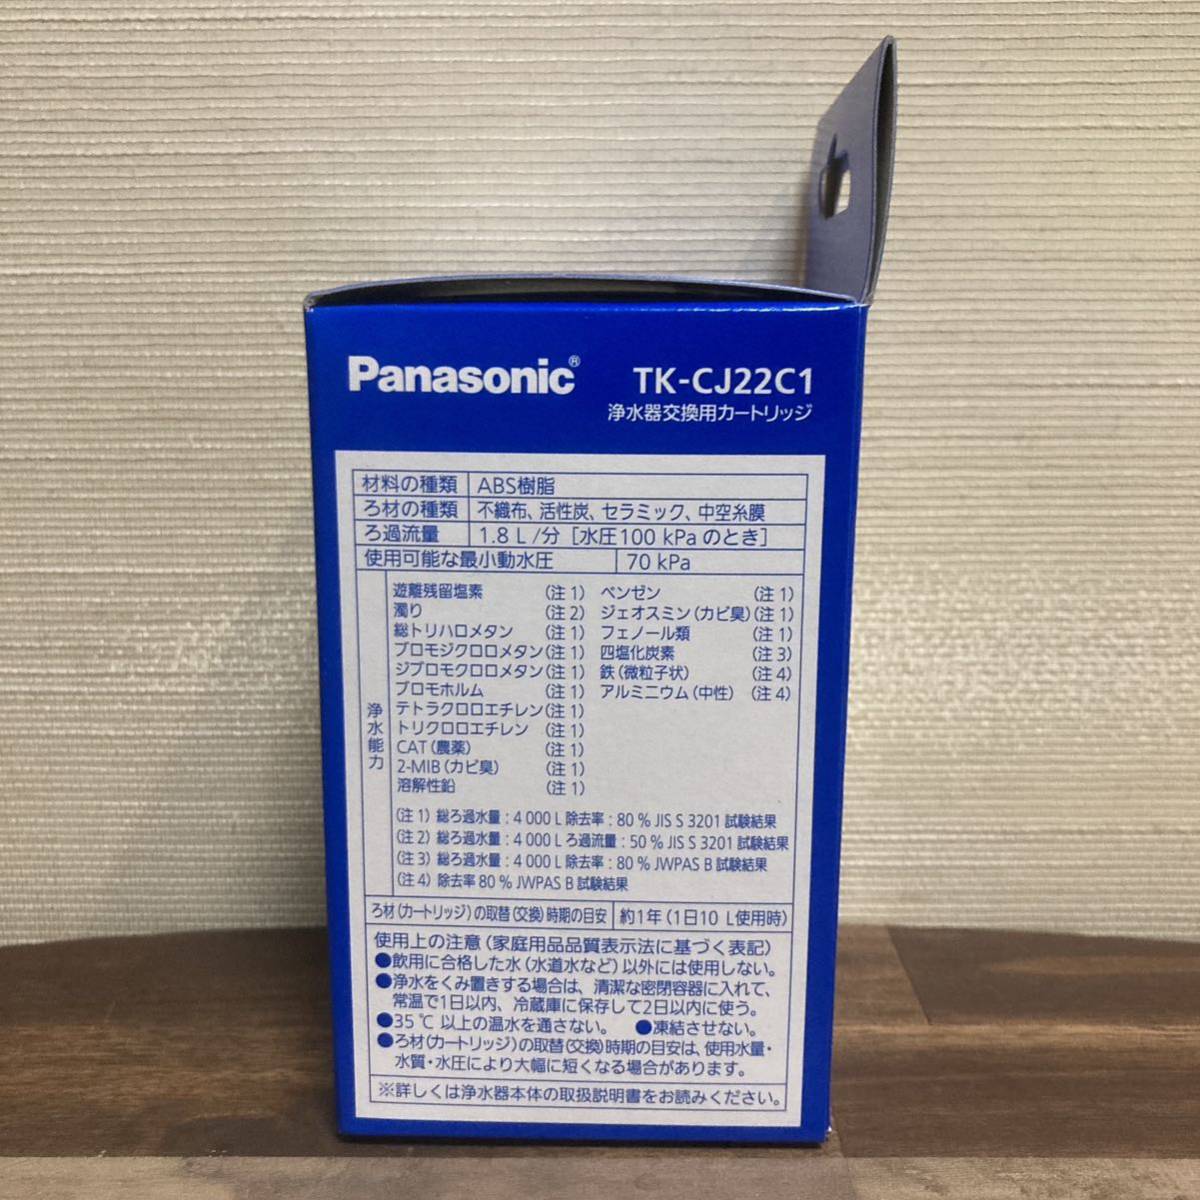 Panasonic® TK-CJ22C1
浄水器交換用カートリッジ
材料の種類 ABS樹脂
ろ材の種類 不織布、活性炭、セラミック、中空糸膜
ろ過流量 1.8 L /分［水圧100 kPa のとき］
使用可能な最小動水圧 70 kPa
浄水能力
遊離残留塩素 (注 1) ベンゼン (注 1)
濁り (注 2) ジェオスミン(カビ臭) (注 1)
総トリハロメタン (注 1) フェノール類 (注 1)
ブロモジクロロメタン (注 1) 四塩化炭素 (注 3)
ジブロモクロロメタン (注 1) 鉄(微粒子状) (注 4)
ブロモホルム (注 1) アルミニウム(中性) (注 4)
テトラクロロエチレン (注 1)
トリクロロエチレン (注 1)
CAT(農薬) (注 1)
2-MIB(カビ臭) (注 1)
溶解性鉛 (注 1)
(注 1) 総ろ過水量：4 000 L 除去率：80 % JIS S 3201 試験結果
(注 2) 総ろ過水量：4 000 L ろ過流量：50 % JIS S 3201 試験結果
(注 3) 総ろ過水量：4 000 L 除去率：80 % JWPAS B 試験結果
(注 4) 除去率 80 % JWPAS B 試験結果
ろ材(カートリッジ)の取替(交換)時期の目安 約1年(1日10 L使用時)
使用上の注意(家庭用品品質表示法に基づく表記)
●飲用に合格した水(水道水など)以外には使用しない。
●浄水をくみ置きする場合は、清潔な密閉容器に入れて、
常温で1日以内、冷蔵庫に保存して2日以内に使う。
●35℃ 以上の温水を通さない。 ●凍結させない。
●ろ材(カートリッジ)の取替(交換)時期の目安は、使用水量・
水質・水圧により大幅に短くなる場合があります。
※詳しくは浄水器本体の取扱説明書をお読みください。